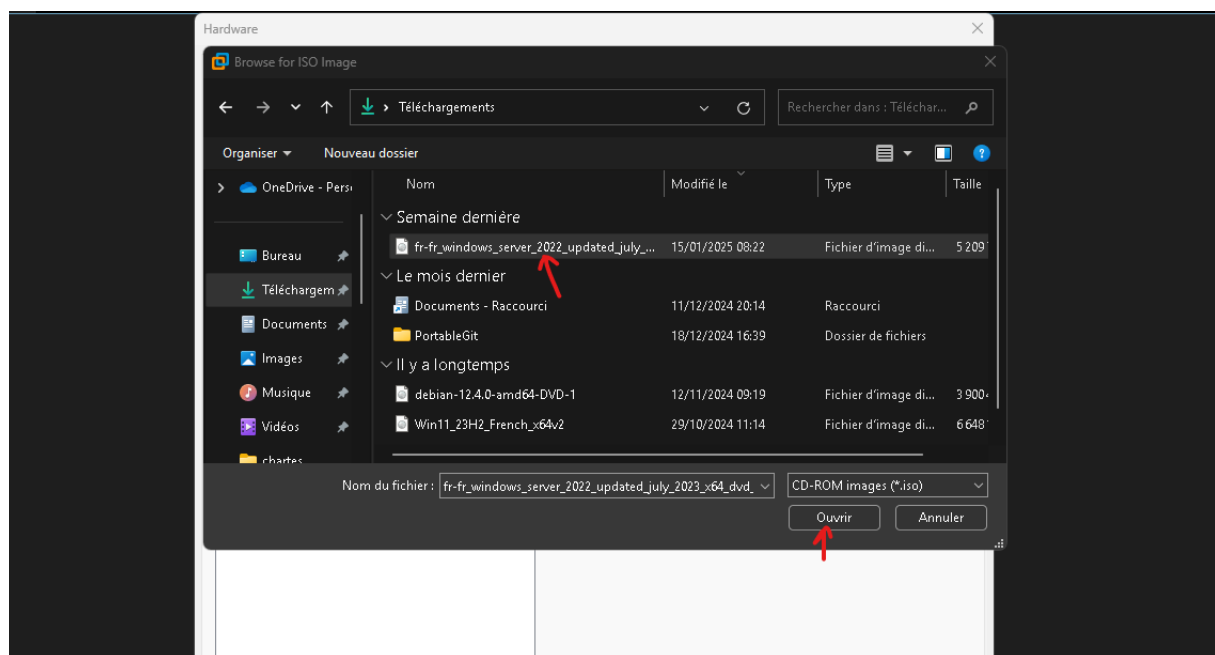 Hardware
Browse for ISO Image
Téléchargements
Rechercher dans : Téléchar...
Organiser
Nouveau dossier
Nom Modifié le Type Taille
OneDrive - Pers
Semaine dernière
fr-fr_windows_server_2022_updated_july_... 15/01/2025 08:22 Fichier d'image di... 5 209
Bureau
Le mois dernier
Téléchargem
Documents - Raccourci 11/12/2024 20:14 Raccourci
Documents
PortableGit 18/12/2024 16:39 Dossier de fichiers
Images
Il y a longtemps
Musique
debian-12.4.0-amd64-DVD-1 12/11/2024 09:19 Fichier d'image di... 3 900
Vidéos
Win11_23H2_French_x64v2 29/10/2024 11:14 Fichier d'image di... 6 648
chartes
Nom du fichier : fr-fr_windows_server_2022_updated_july_2023_x64_dvd_ CD-ROM images (*.iso)
Ouvrir Annuler